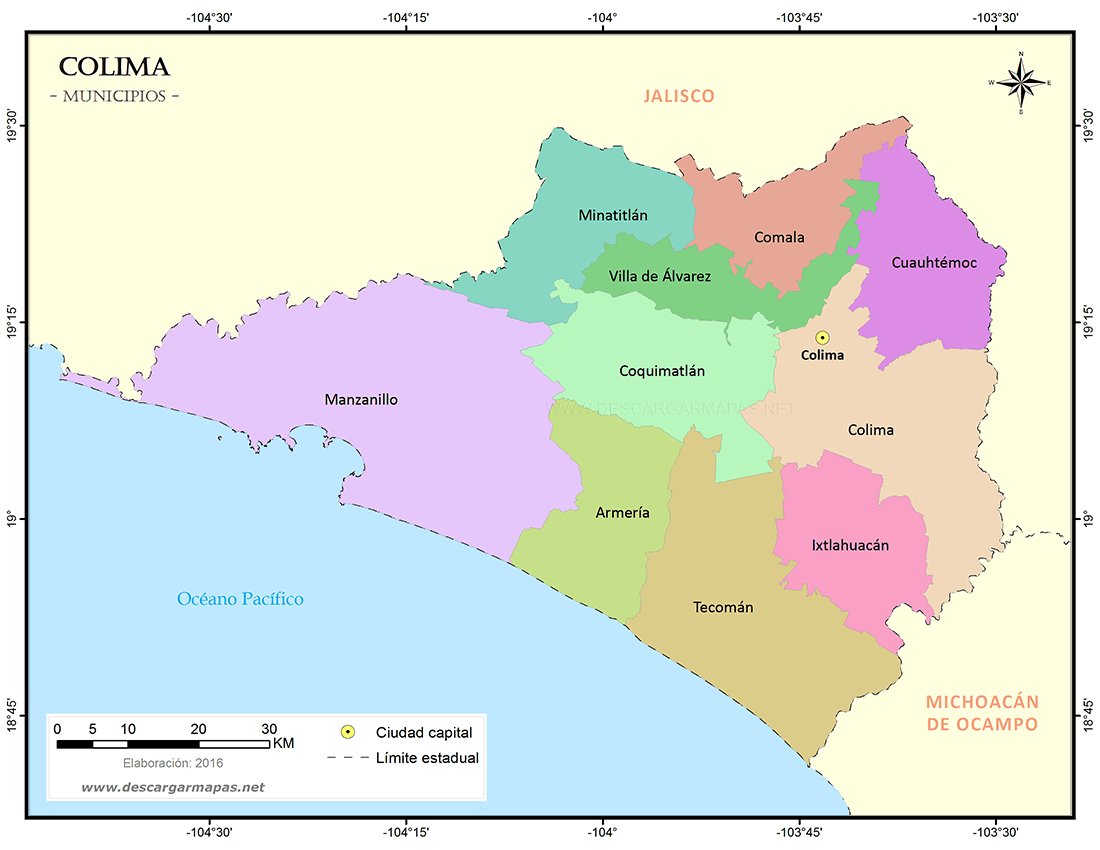 -104°30' -104°15' -104° -103°45' -103°30'
COLIMA
- MUNICIPIOS -
JALISCO
N
W E
S
19°30' 19°30'
Minatitlán
Comala
Cuauhtémoc
Villa de Álvarez
19°15' 19°15'
Colima
Coquimatlán
Manzanillo
WWW.DESCARGARMAPAS.NET
Colima
Armería
19° 19°
Ixtlahuacán
Océano Pacífico
Tecomán
MICHOACÁN
DE OCAMPO
18°45' 18°45'
0 5 10 20 30
KM
Elaboración: 2016
www.descargarmapas.net
Ciudad capital
Límite estadual
-104°30' -104°15' -104° -103°45' -103°30'